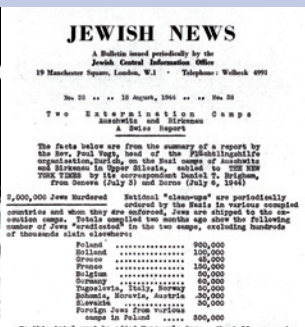 JEWISH NEWS
A Bulletin issued periodically by the
Jewish Central Information Office
19 Manchester Square, London, W.1 · Telephone: Welbeck 4991
No. 38 .. .. 18 August, 1944 .. .. No. 38
Two Extermination Camps
Auschwitz and Birkenau
A Swiss Report
The facts below are from the summary of a report by
the Rev. Paul Vogt, head of the Flüchtlingshilfe
organisation, Zurich, on the Nazi camps of Auschwitz
and Birkenau in Upper Silesia, cabled to THE NEW
YORK TIMES by its correspondent Daniel T. Brigham,
from Geneva (July 3) and Berne (July 6, 1944)
2,000,000 Jews Murdered National "clean-ups" are periodically
ordered by the Nazis in various occupied
countries and when they are enforced, Jews are shipped to the
execution camps. Totals compiled two months ago show the following
number of Jews "eradicated" in the two camps, excluding hundreds
of thousands slain elsewhere:
Poland 900,000
Holland 100,000
Greece 45,000
France 150,000
Belgium 50,000
Germany 60,000
Yugoslavia, Italy, Norway 50,000
Bohemia, Moravia, Austria 30,000
Slovakia 30,000
Foreign Jews from various
camps in Poland 300,000